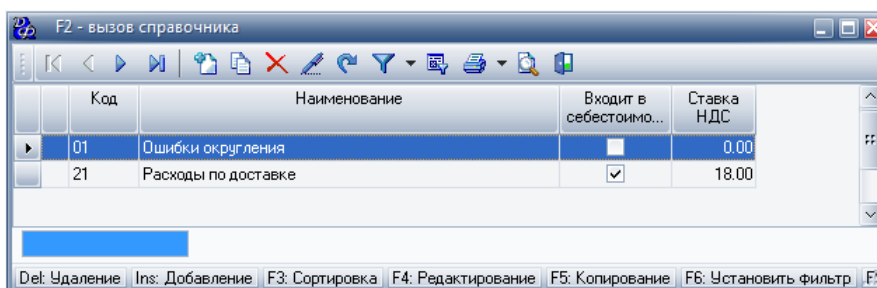 F2 - вызов справочника
Код Наименование Входит в себестоимо... Ставка НДС
01 Ошибки округления 0.00
21 Расходы по доставке 18.00
Del: Удаление Ins: Добавление F3: Сортировка F4: Редактирование F5: Копирование F6: Установить фильтр